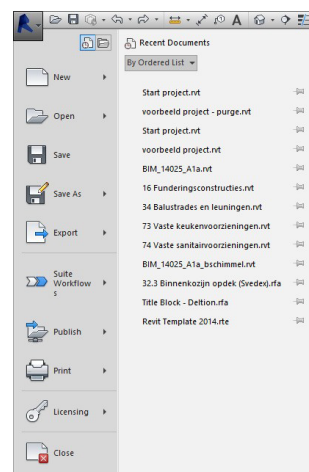 A
Recent Documents
By Ordered List
New
Open
Save
Save As
Export
Suite
Workflow
s
Publish
Print
Licensing
Close
Start project.rvt
voorbeeld project - purge.rvt
Start project.rvt
voorbeeld project.rvt
BIM_14025_A1a.rvt
16 Funderingsconstructies.rvt
34 Balustrades en leuningen.rvt
73 Vaste keukenvoorzieningen.rvt
74 Vaste sanitairvoorzieningen.rvt
BIM_14025_A1a_bschimmel.rvt
32.3 Binnenkozijn opdek (Svedex).rfa
Title Block - Deltion.rfa
Revit Template 2014.rte